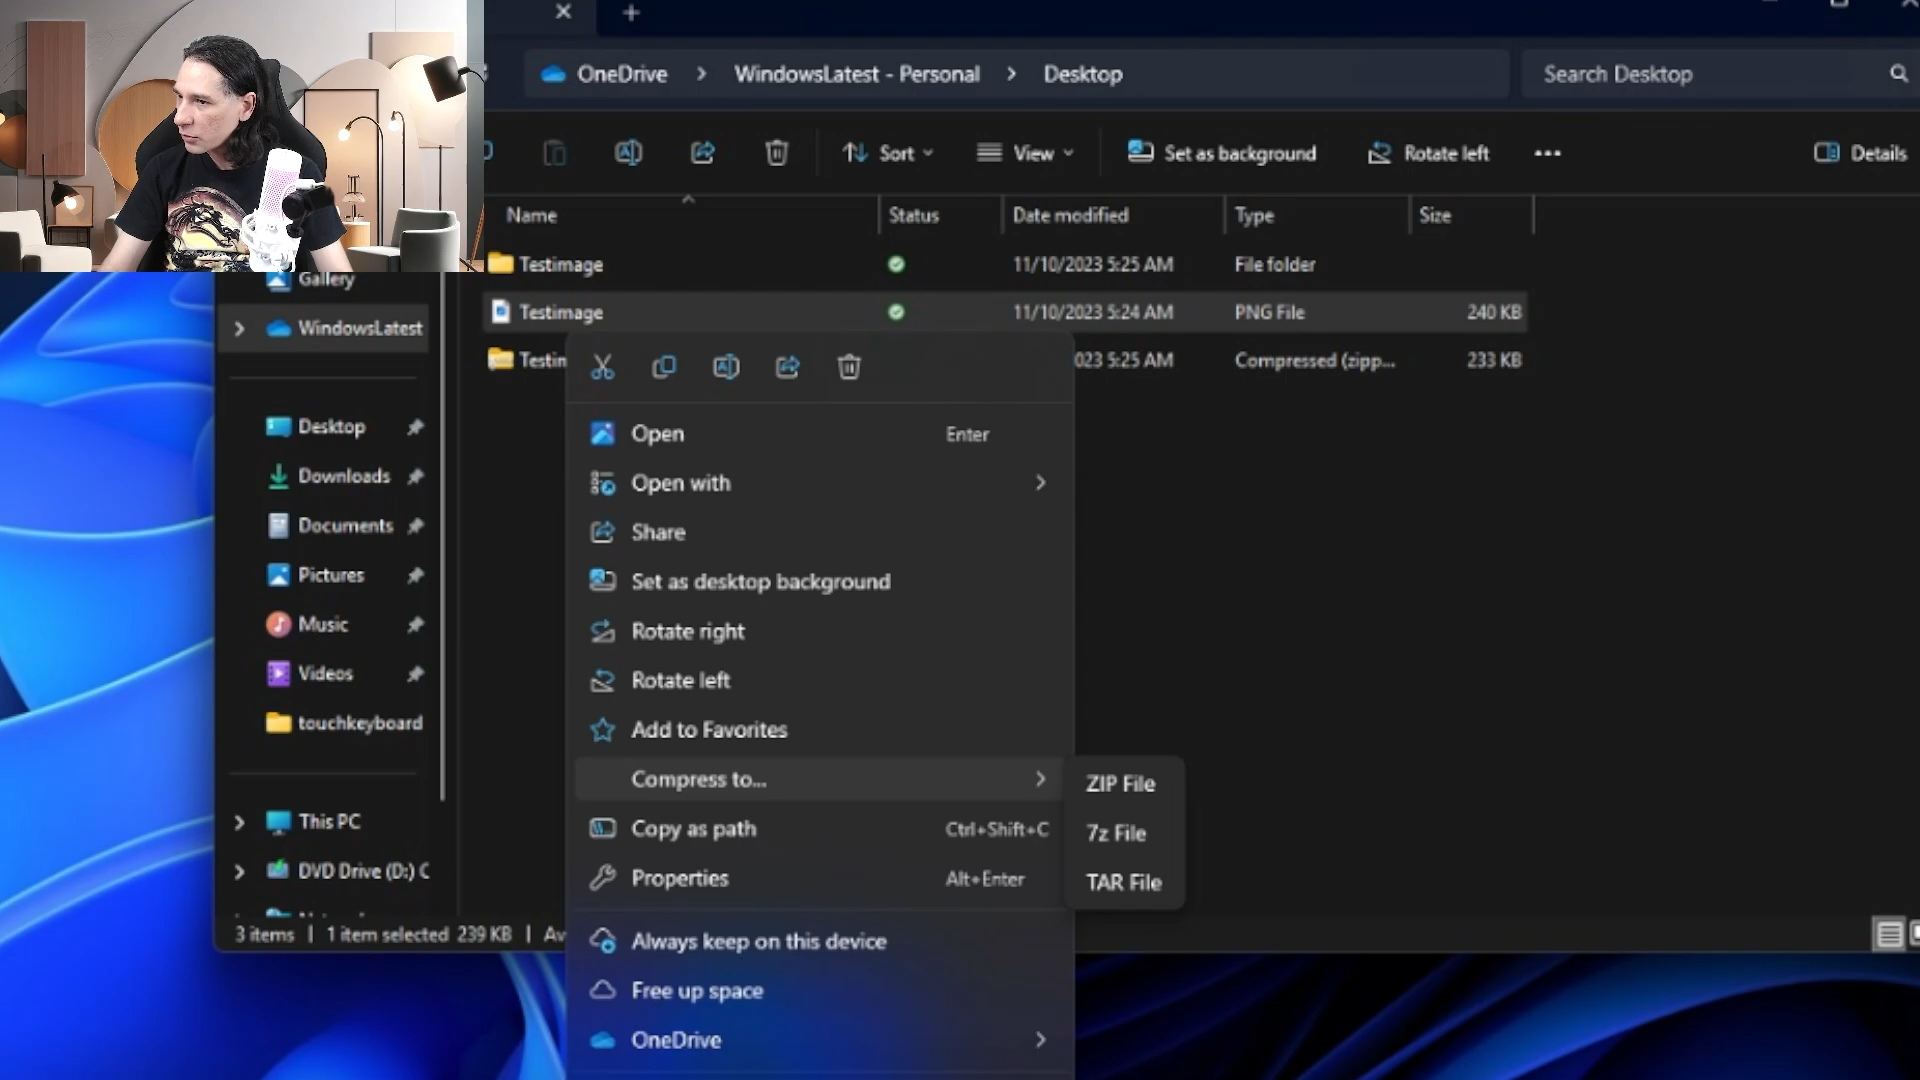 OneDrive > WindowsLatest - Personal > Desktop
Search Desktop
Sort
View
Set as background
Rotate left
Details
Name Status Date modified Type Size
Testimage 11/10/2023 5:25 AM File folder
Testimage 11/10/2023 5:24 AM PNG File 240 KB
Testim 023 5:25 AM Compressed (zipp... 233 KB
Gallery
WindowsLatest
Desktop
Downloads
Documents
Pictures
Music
Videos
touchkeyboard
This PC
DVD Drive (D:) C
3 items | 1 item selected 239 KB | Av
Open Enter
Open with
Share
Set as desktop background
Rotate right
Rotate left
Add to Favorites
Compress to...
Copy as path Ctrl+Shift+C
Properties Alt+Enter
Always keep on this device
Free up space
OneDrive
ZIP File
7z File
TAR File